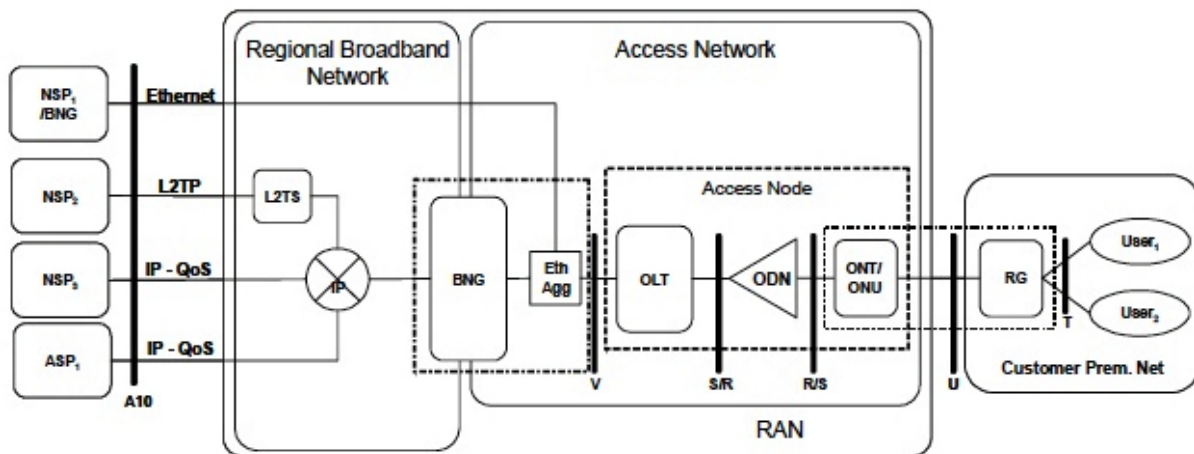 Regional Broadband
Network
Access Network
NSP₁
/BNG
Ethernet
NSP₂
L2TP
L2TS
Access Node
NSP₃
IP - QoS
IP
BNG
Eth
Agg
OLT
ODN
ONT/
ONU
RG
User₁
User₂
T
ASP₁
IP - QoS
Customer Prem. Net
A10
V
S/R
R/S
U
RAN